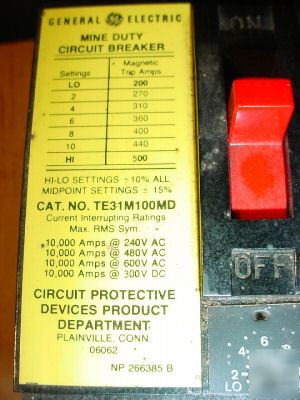 GENERAL GE ELECTRIC
MINE DUTY
CIRCUIT BREAKER
Settings Magnetic Trip Amps
LO 200
2 270
4 310
6 360
8 400
10 440
HI 500
HI-LO SETTINGS ±10% ALL
MIDPOINT SETTINGS ± 15%
CAT. NO. TE31M100MD
Current Interrupting Ratings
Max. RMS Sym.
10,000 Amps @ 240V AC
10,000 Amps @ 480V AC
10,000 Amps @ 600V AC
10,000 Amps @ 300V DC
CIRCUIT PROTECTIVE
DEVICES PRODUCT
DEPARTMENT
PLAINVILLE, CONN.
06062
NP 266385 B
ON
OFF
6
4
2
LO